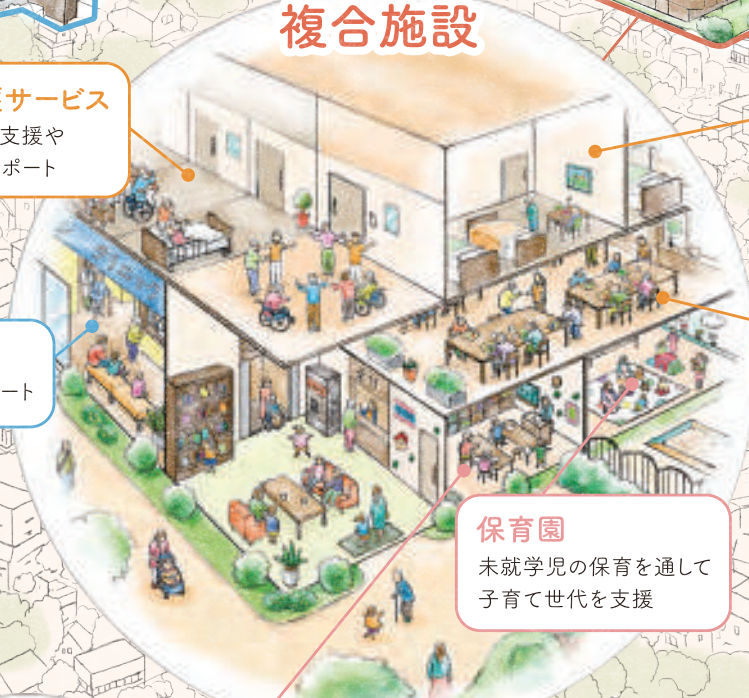 複合施設
サービス
支援や
ポート
ート
保育園
未就学児の保育を通して
子育て世代を支援